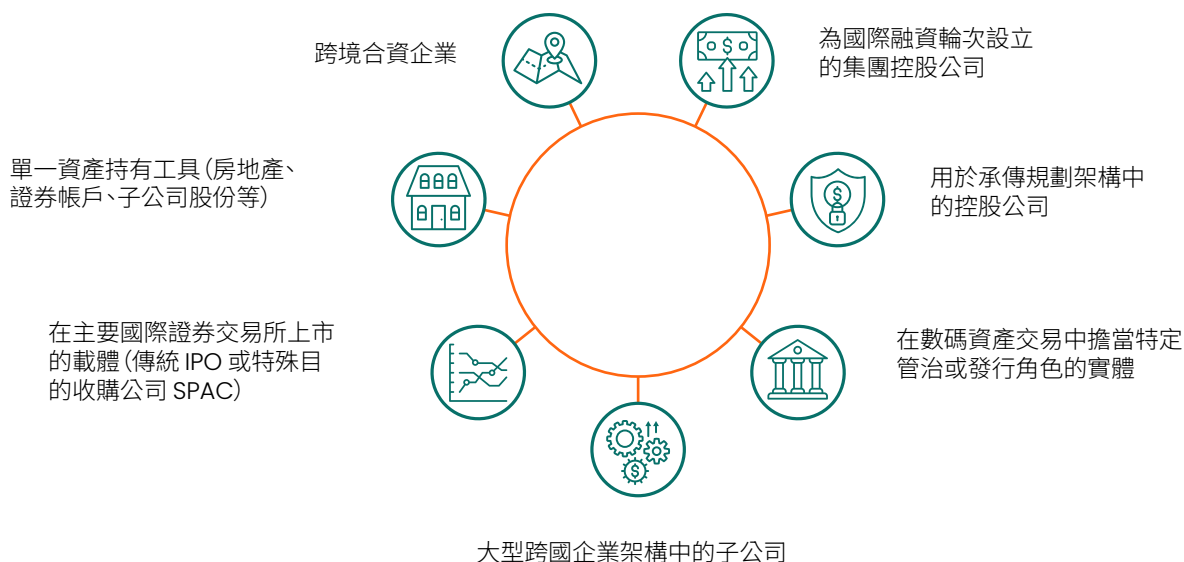 跨境合資企業
為國際融資輪次設立
的集團控股公司
單一資產持有工具（房地產、
證券帳戶、子公司股份等）
用於承傳規劃架構中
的控股公司
在主要國際證券交易所上市
的載體（傳統 IPO 或特殊目
的收購公司 SPAC）
在數碼資產交易中擔當特定
管治或發行角色的實體
大型跨國企業架構中的子公司